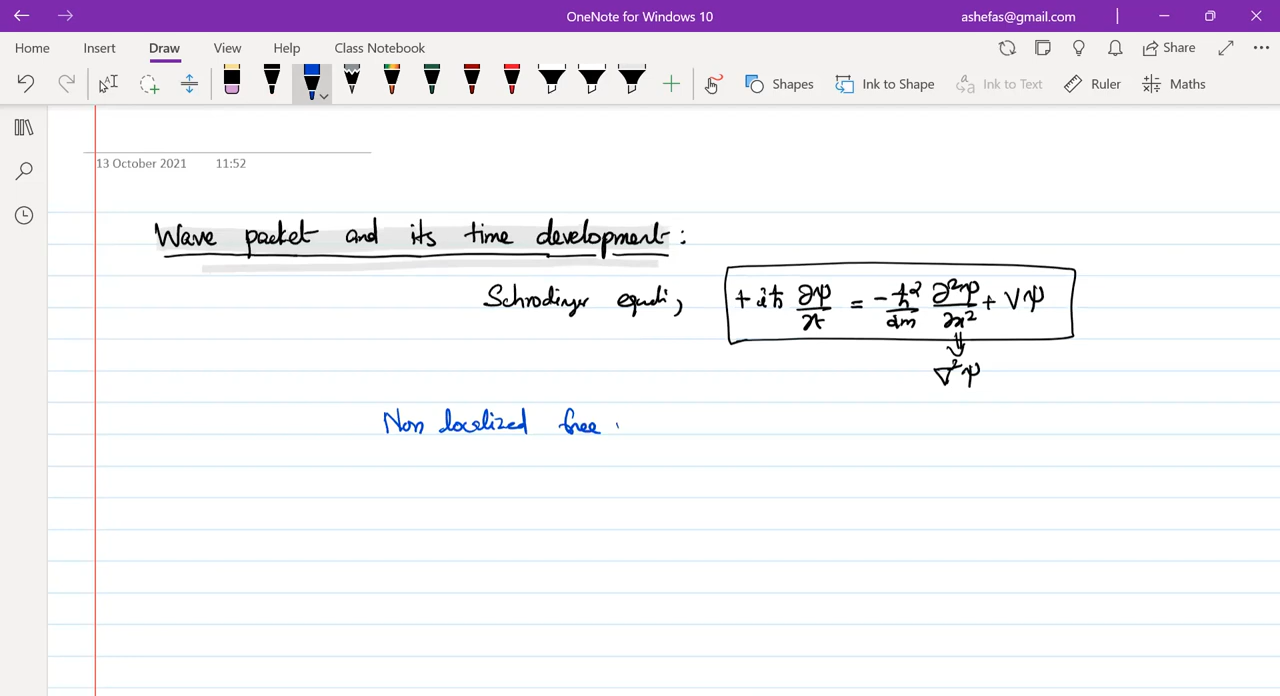 OneNote for Windows 10
ashefas@gmail.com
Home Insert Draw View Help Class Notebook Share
Ink to Shape Ink to Text Ruler Maths Shapes
13 October 2021 11:52
Wave packet and its time development:
Schrodinger equati,
+iℏ ∂ψ/∂t = -ℏ²/2m ∂²ψ/∂x² + Vψ
∇²ψ
Non localized free